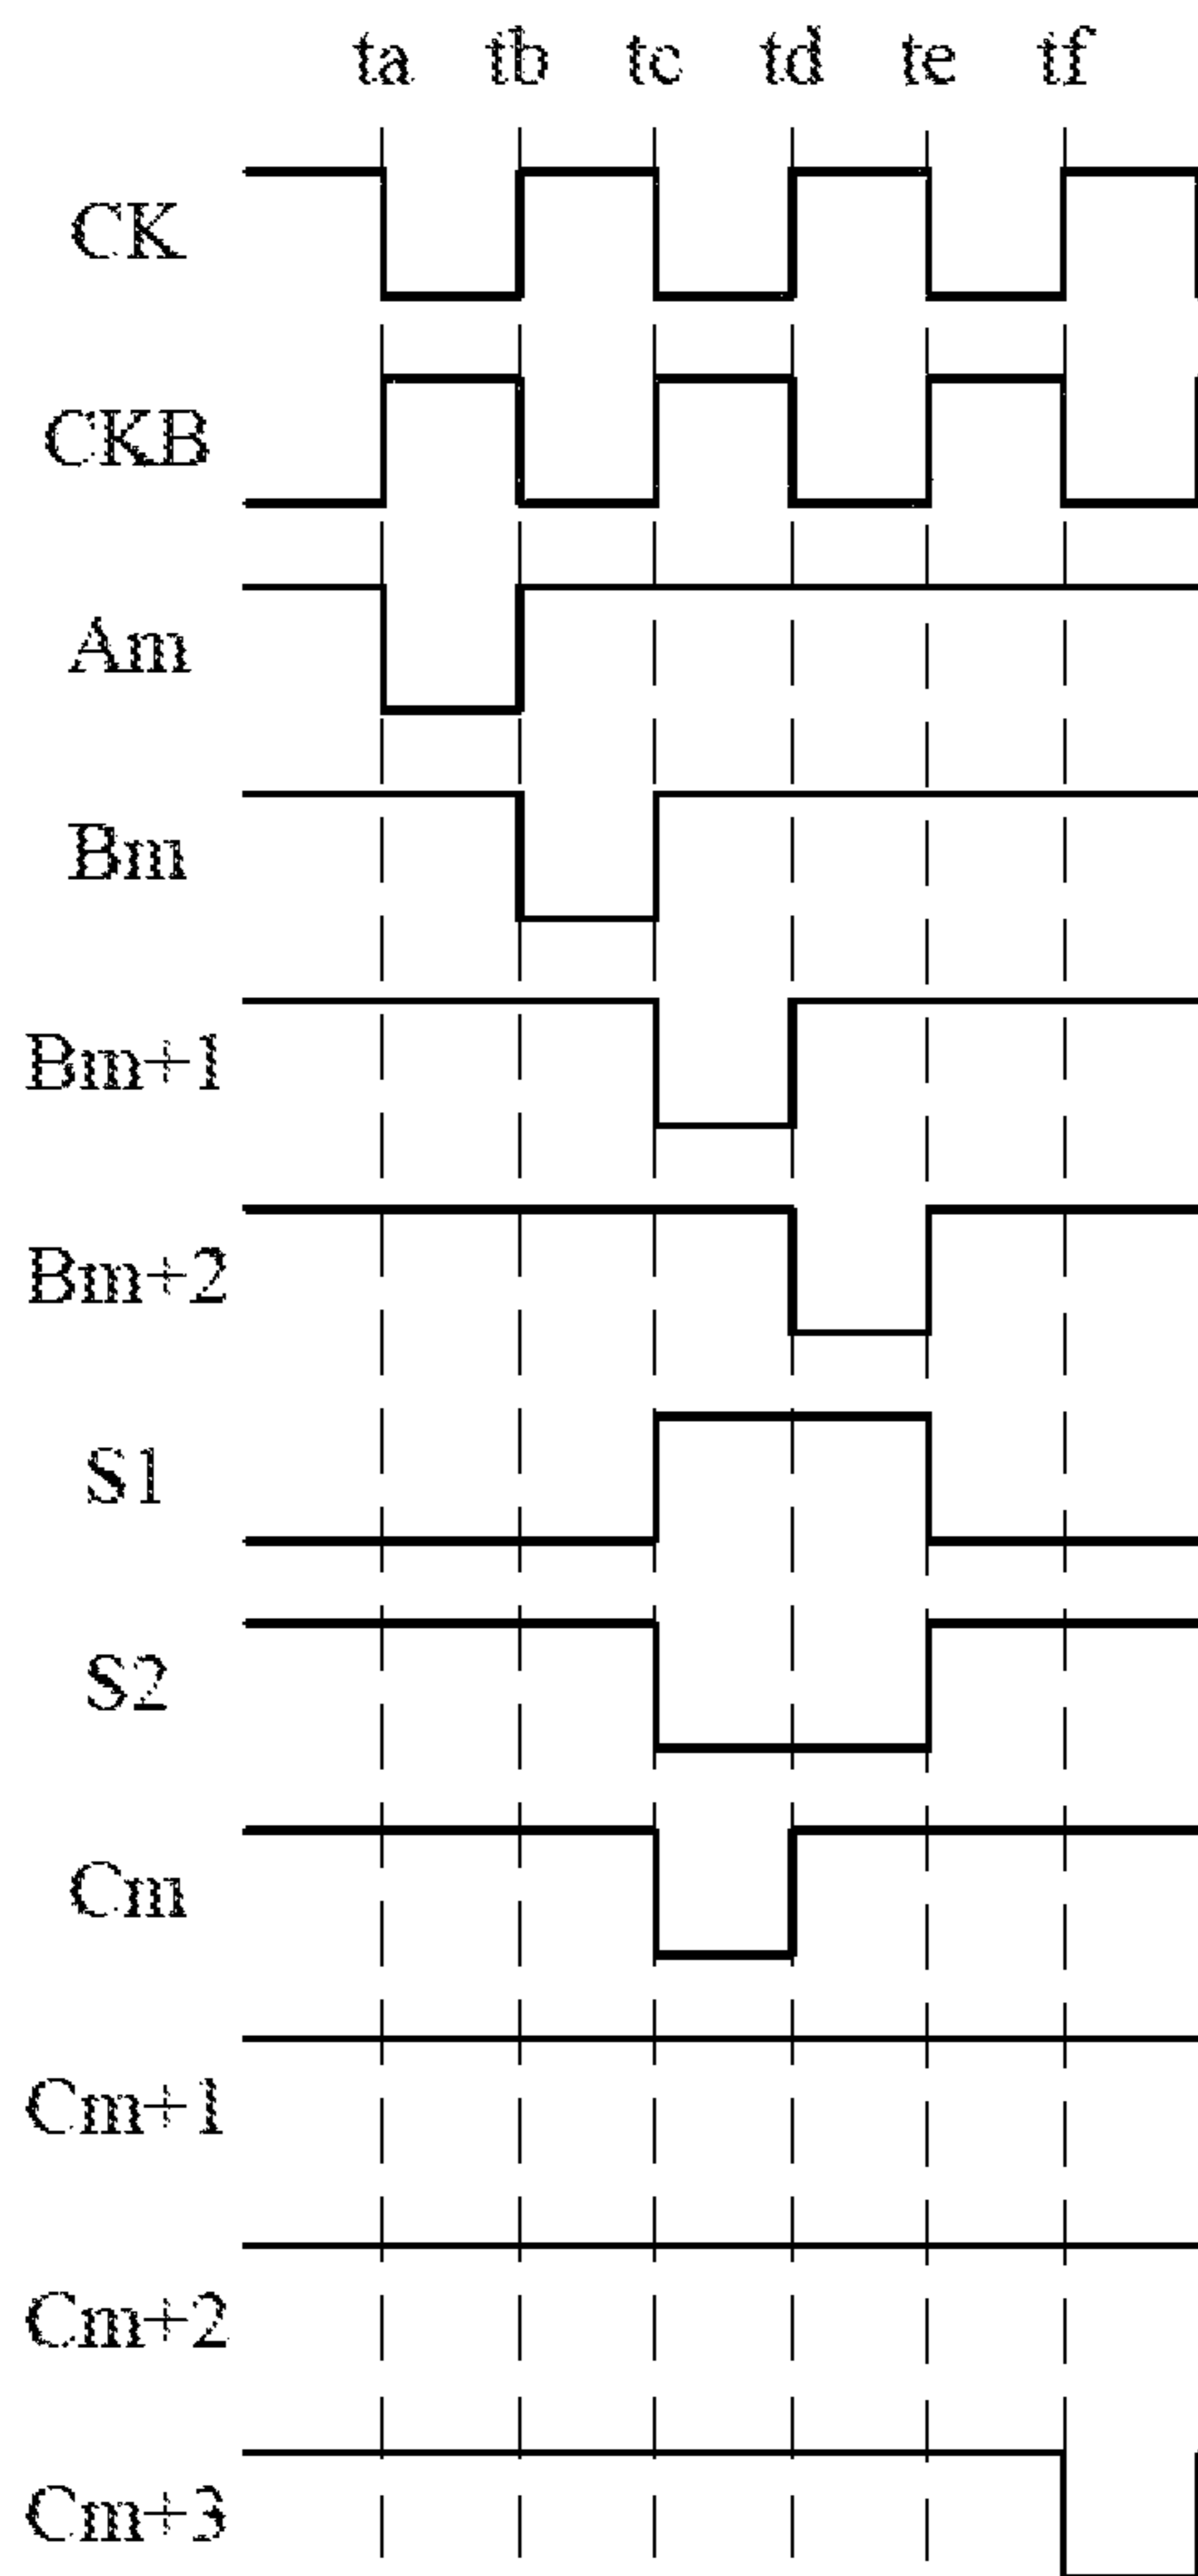 ta tb tc td te tf
CK
CKB
Am
Bm
Bm+1
Bm+2
S1
S2
Cm
Cm+1
Cm+2
Cm+3